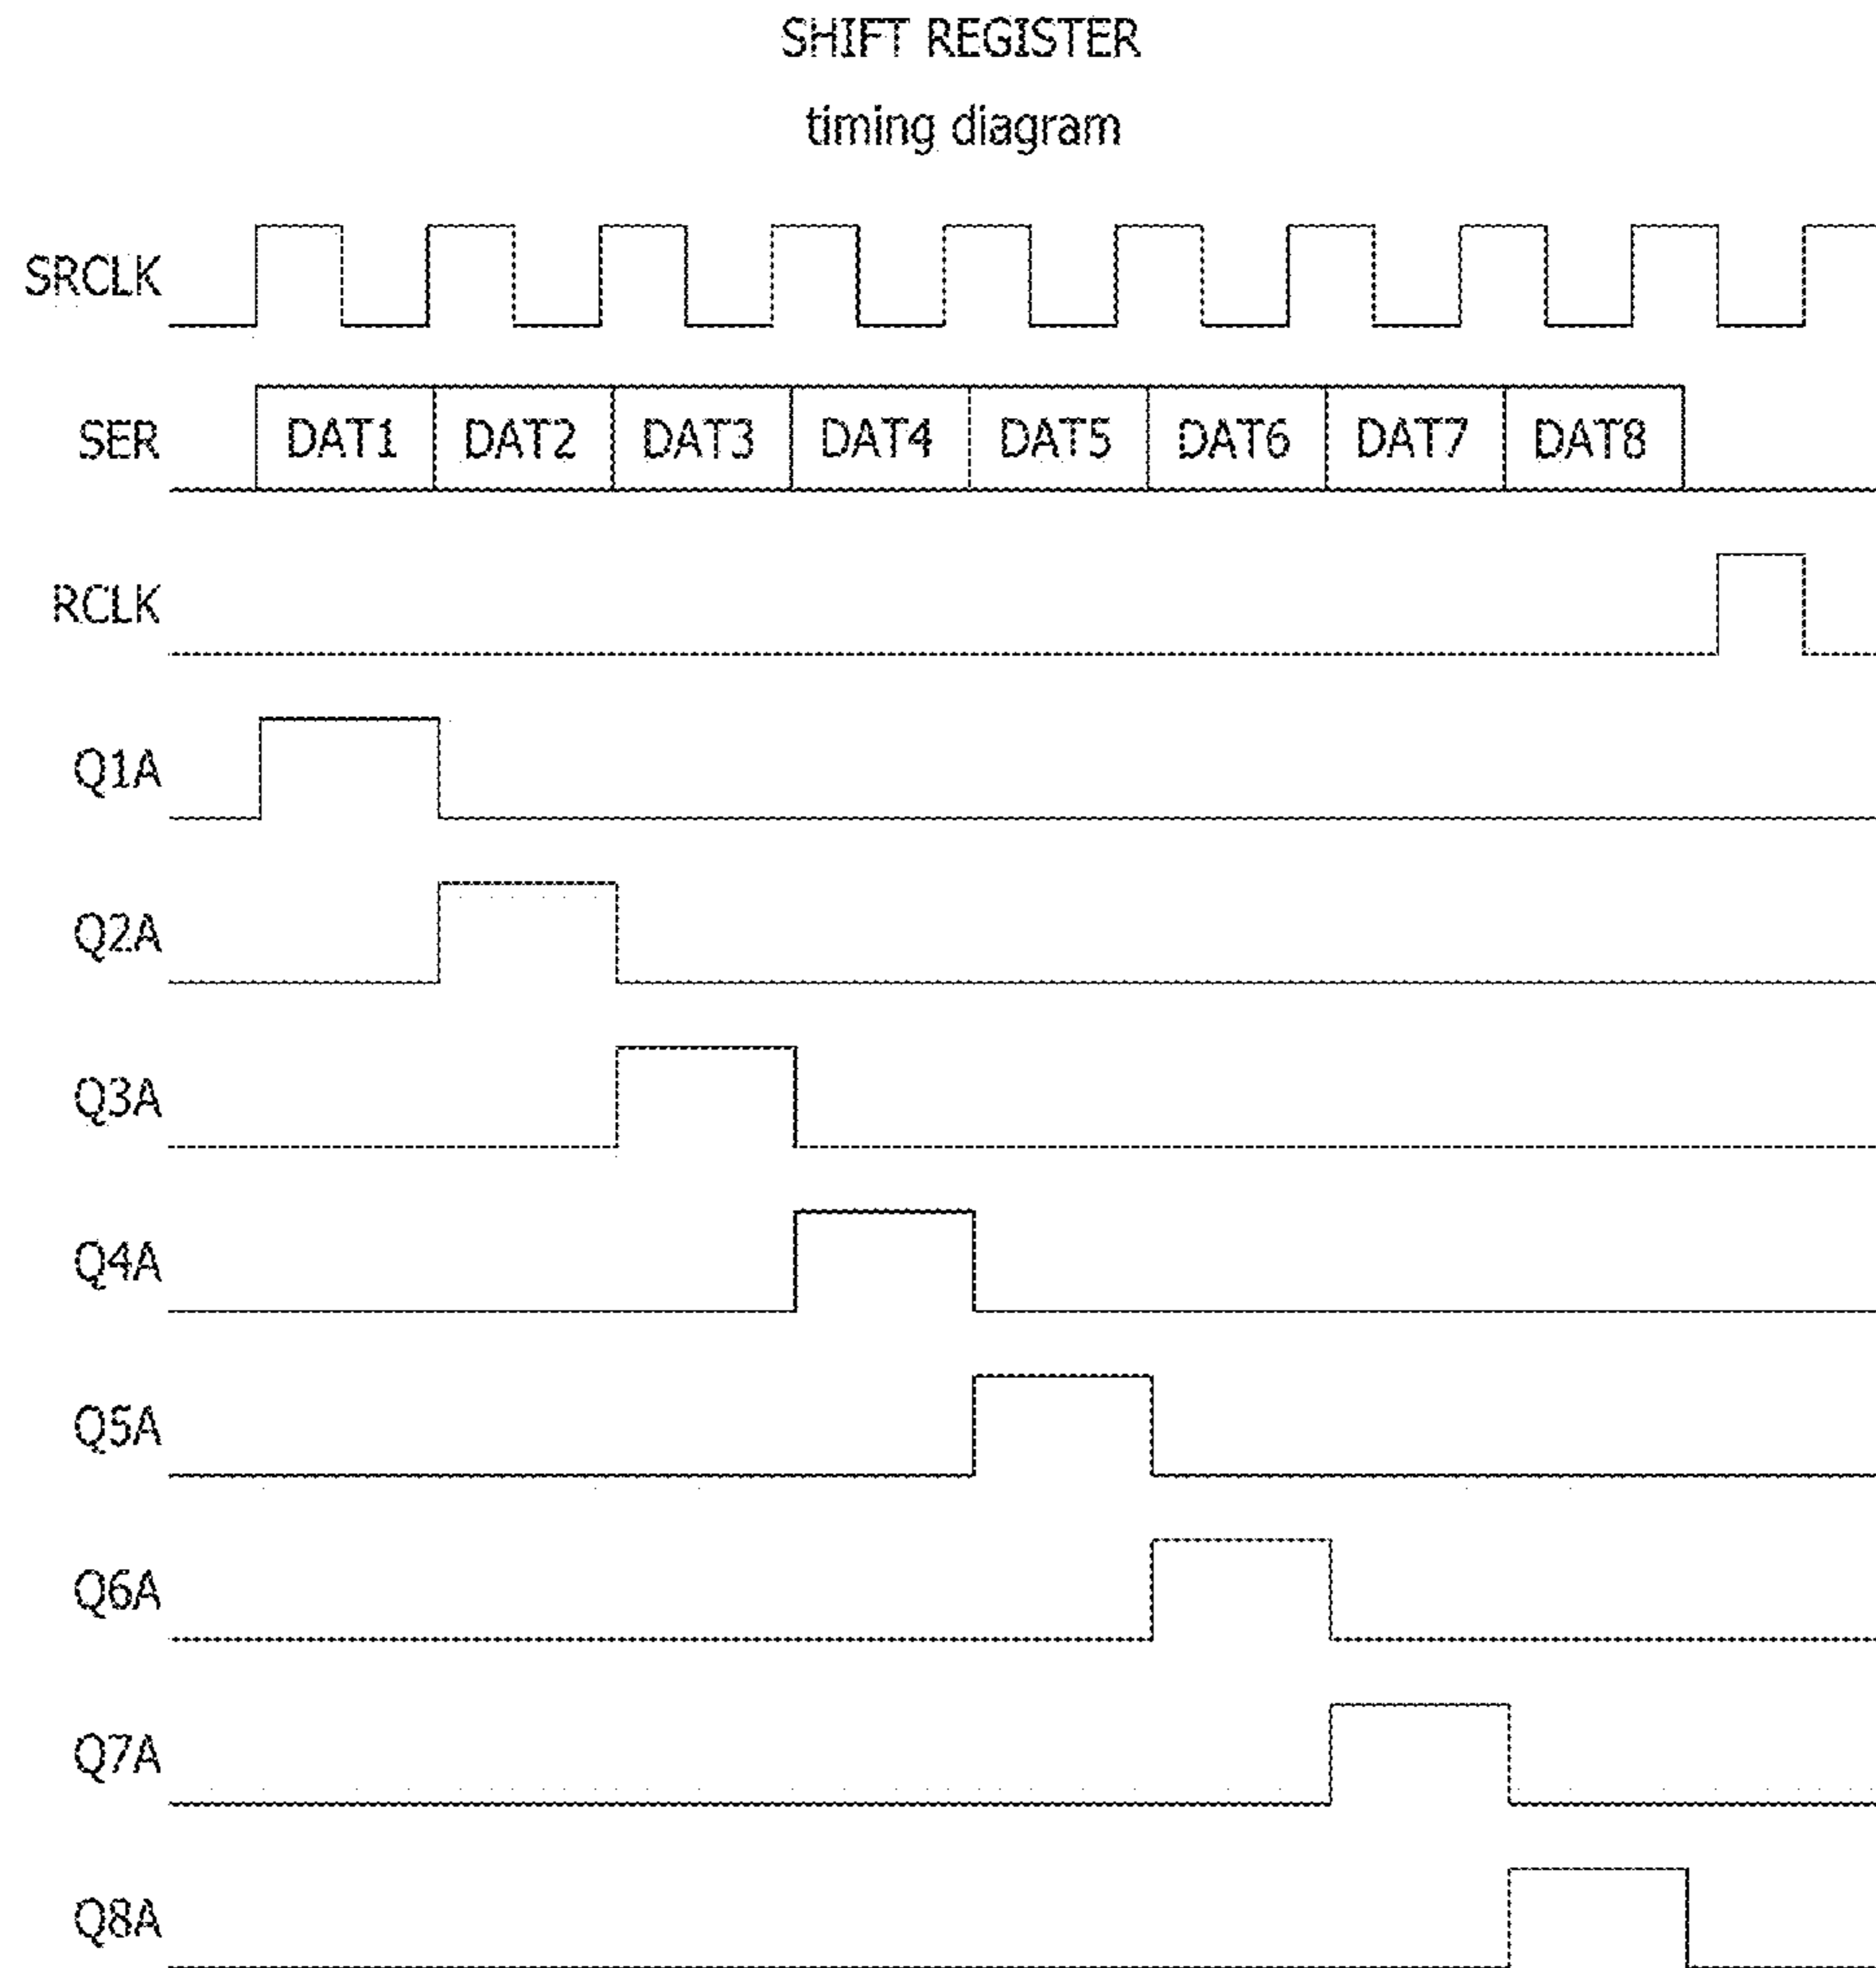 SHIFT REGISTER
timing diagram
SRCLK
SER DAT1 DAT2 DAT3 DAT4 DAT5 DAT6 DAT7 DAT8
RCLK
Q1A
Q2A
Q3A
Q4A
Q5A
Q6A
Q7A
Q8A